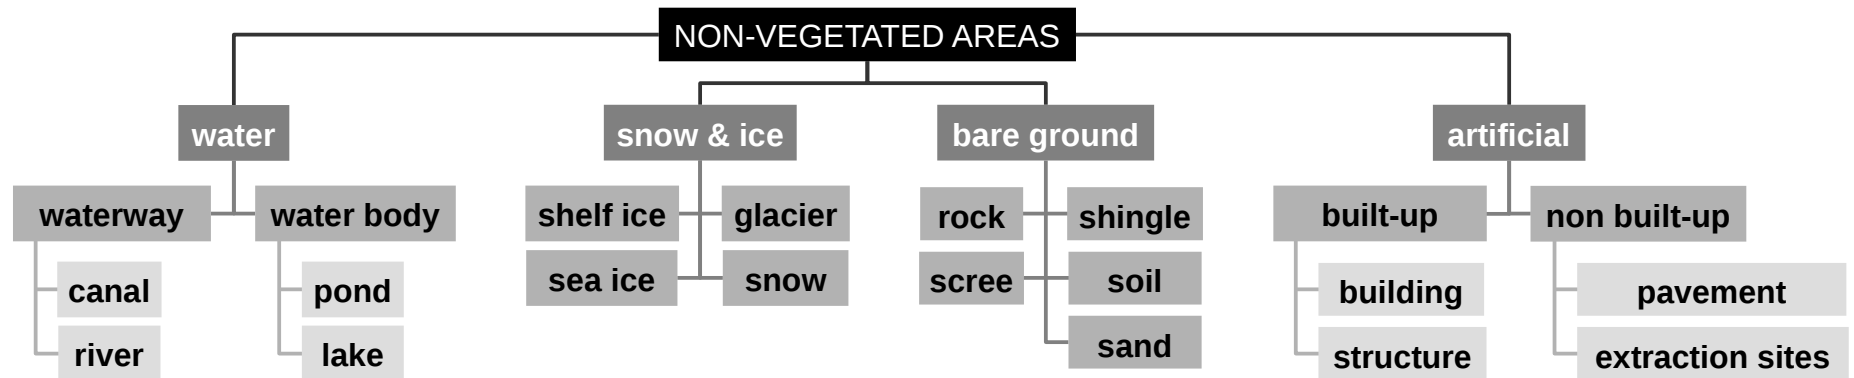 NON-VEGETATED AREAS
water
snow & ice
bare ground
artificial
waterway
water body
shelf ice
glacier
rock
shingle
built-up
non built-up
canal
pond
sea ice
snow
scree
soil
building
pavement
river
lake
sand
structure
extraction sites